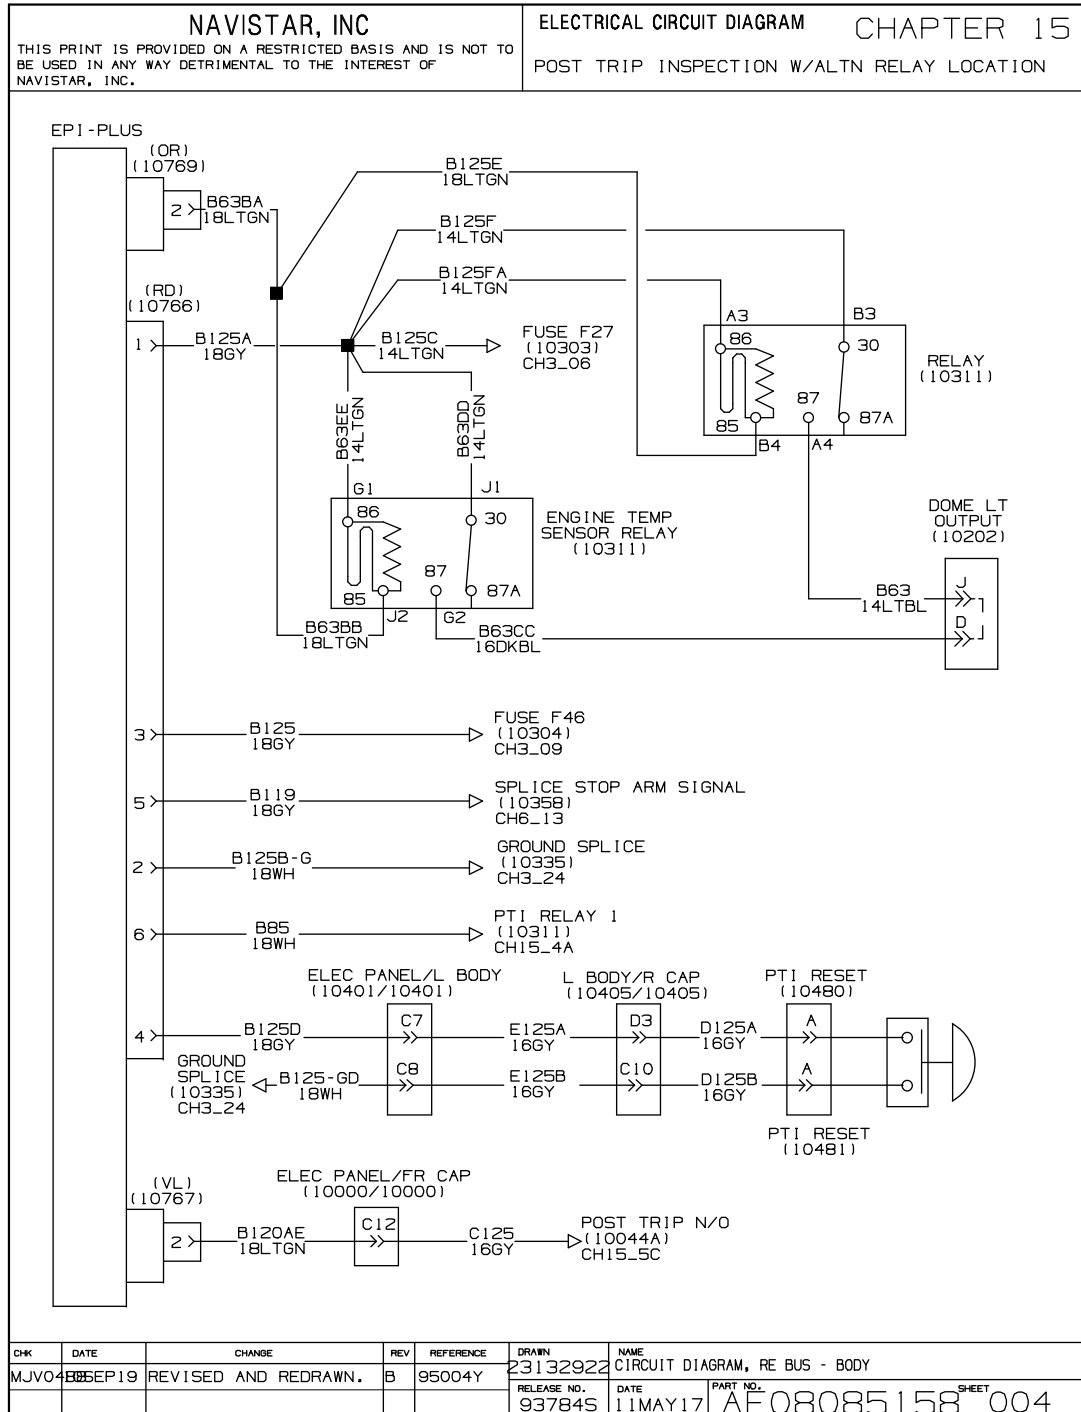 NAVISTAR, INC
THIS PRINT IS PROVIDED ON A RESTRICTED BASIS AND IS NOT TO
BE USED IN ANY WAY DETRIMENTAL TO THE INTEREST OF
NAVISTAR, INC.
ELECTRICAL CIRCUIT DIAGRAM
CHAPTER 15
POST TRIP INSPECTION W/ALTN RELAY LOCATION
EPI-PLUS
(OR)
(10769)
2
B63BA
18LTGN
B125E
18LTGN
B125F
14LTGN
B125FA
14LTGN
(RD)
(10766)
1
B125A
18GY
B125C
14LTGN
FUSE F27
(10303)
CH3_06
A3
B3
86
30
87
85
87A
B4
A4
RELAY
(10311)
B63EE
14LTGN
B63DD
14LTGN
G1
J1
86
30
87
85
87A
J2
G2
ENGINE TEMP
SENSOR RELAY
(10311)
DOME LT
OUTPUT
(10202)
J
D
B63
14LTBL
B63BB
18LTGN
B63CC
16DKBL
3
B125
18GY
FUSE F46
(10304)
CH3_09
5
B119
18GY
SPLICE STOP ARM SIGNAL
(10358)
CH6_13
2
B125B-G
18WH
GROUND SPLICE
(10335)
CH3_24
6
B85
18WH
PTI RELAY 1
(10311)
CH15_4A
ELEC PANEL/L BODY
(10401/10401)
L BODY/R CAP
(10405/10405)
PTI RESET
(10480)
4
B125D
18GY
C7
E125A
16GY
D3
D125A
16GY
A
GROUND
SPLICE
(10335)
CH3_24
B125-GD
18WH
C8
E125B
16GY
C10
D125B
16GY
A
PTI RESET
(10481)
(VL)
(10767)
2
B120AE
18LTGN
ELEC PANEL/FR CAP
(10000/10000)
C12
C125
16GY
POST TRIP N/O
(10044A)
CH15_5C
CHK
DATE
CHANGE
REV
REFERENCE
DRAWN
23132922
NAME
CIRCUIT DIAGRAM, RE BUS - BODY
SEP19
REVISED AND REDRAWN.
B
95004Y
RELEASE NO.
93784S
DATE
11MAY17
PART NO.
AE08085158
SHEET
004